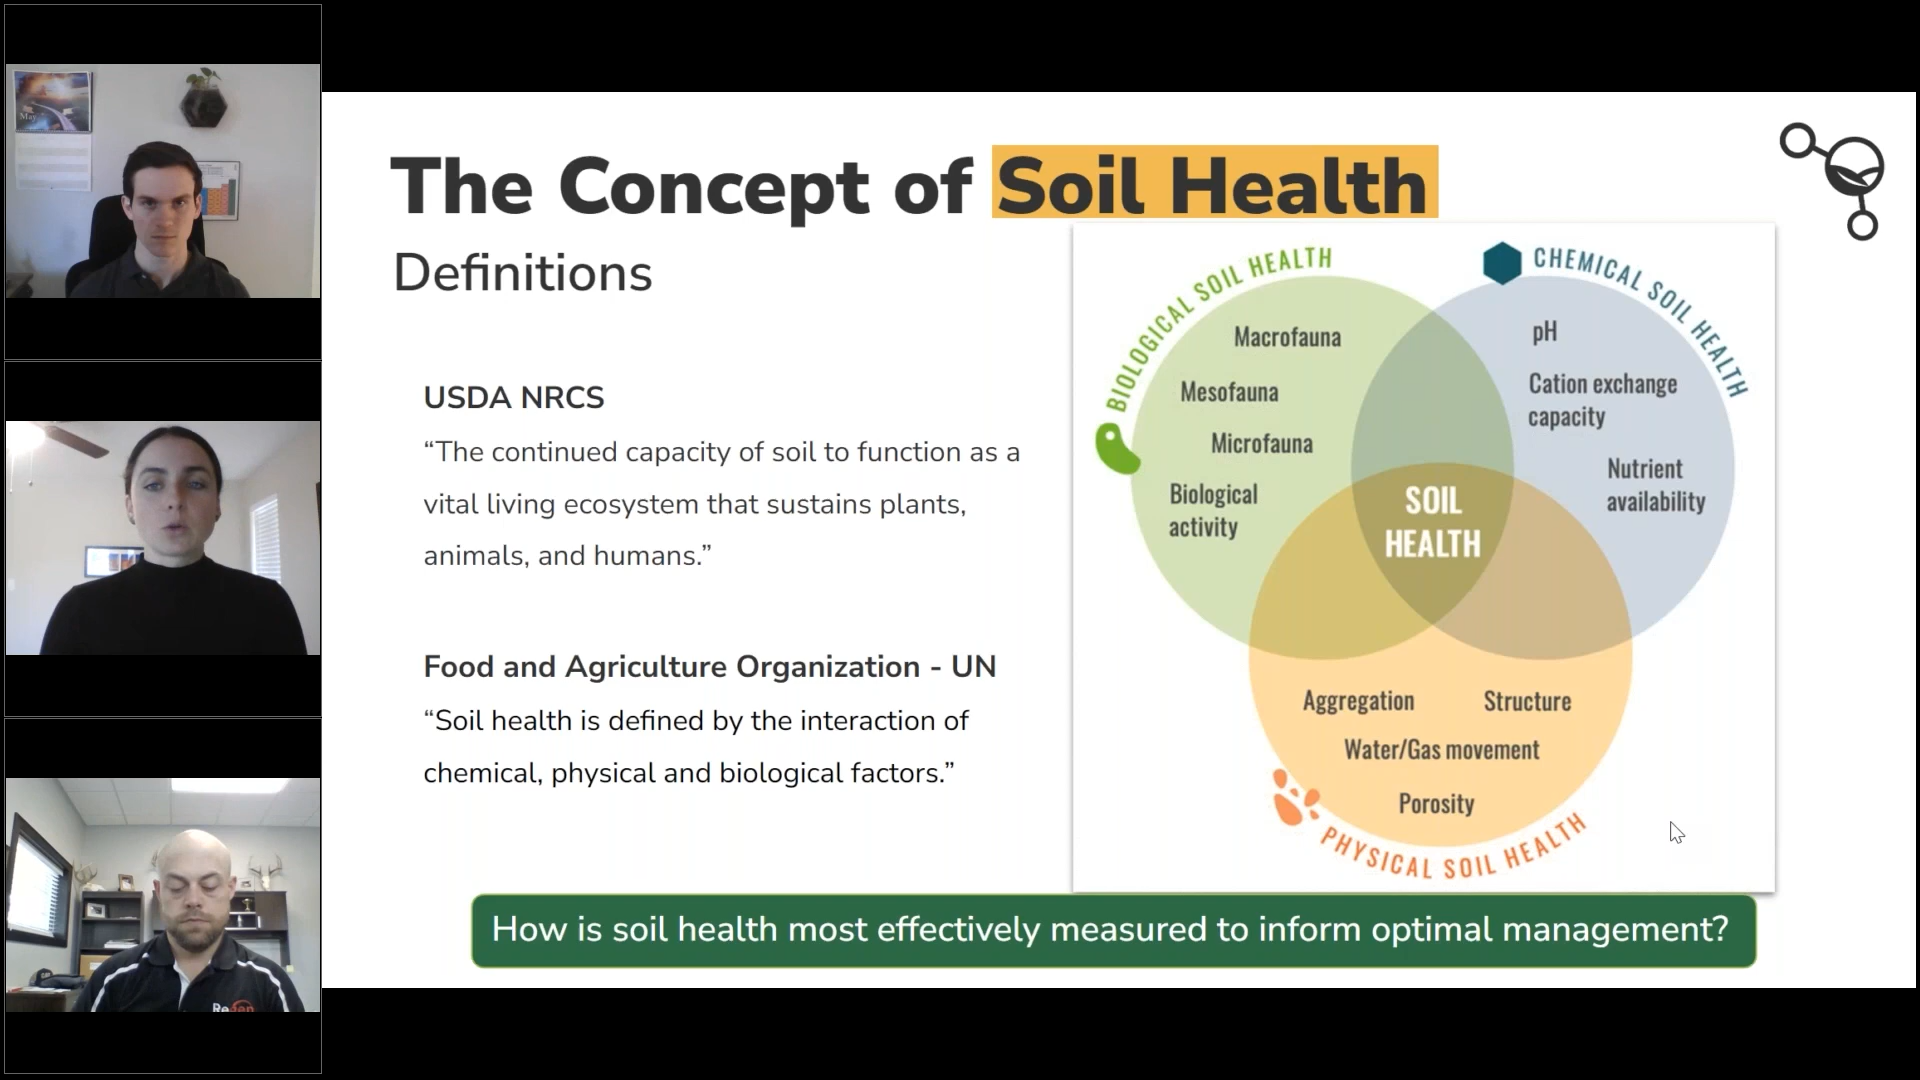 The Concept of Soil Health
Definitions
USDA NRCS
“The continued capacity of soil to function as a
vital living ecosystem that sustains plants,
animals, and humans.”
Food and Agriculture Organization - UN
“Soil health is defined by the interaction of
chemical, physical and biological factors.”
BIOLOGICAL SOIL HEALTH
Macrofauna
Mesofauna
Microfauna
Biological
activity
CHEMICAL SOIL HEALTH
pH
Cation exchange
capacity
Nutrient
availability
SOIL
HEALTH
Aggregation
Structure
Water/Gas movement
Porosity
PHYSICAL SOIL HEALTH
How is soil health most effectively measured to inform optimal management?
May
Regen